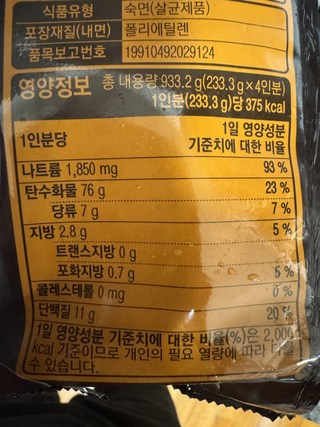 식품유형 숙면(살균제품)
포장재질(내면) 폴리에틸렌
품목보고번호 19910492029124
영양정보 총 내용량 933.2 g(233.3 g×4인분)
1인분(233.3 g)당 375 kcal
1인분당 1일 영양성분
기준치에 대한 비율
나트륨 1,850 mg 93 %
탄수화물 76 g 23 %
당류 7 g 7 %
지방 2.8 g 5 %
트랜스지방 0 g
포화지방 0.7 g 5 %
콜레스테롤 0 mg 0 %
단백질 11 g 20 %
1일 영양성분 기준치에 대한 비율(%)은 2,000
kcal 기준이므로 개인의 필요 열량에 따라 다를
수 있습니다.